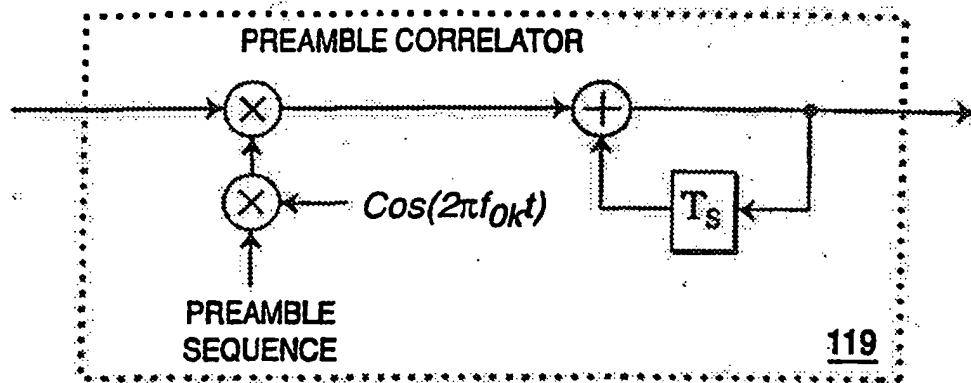 PREAMBLE CORRELATOR
Cos(2πf0kt)
Ts
PREAMBLE
SEQUENCE
119